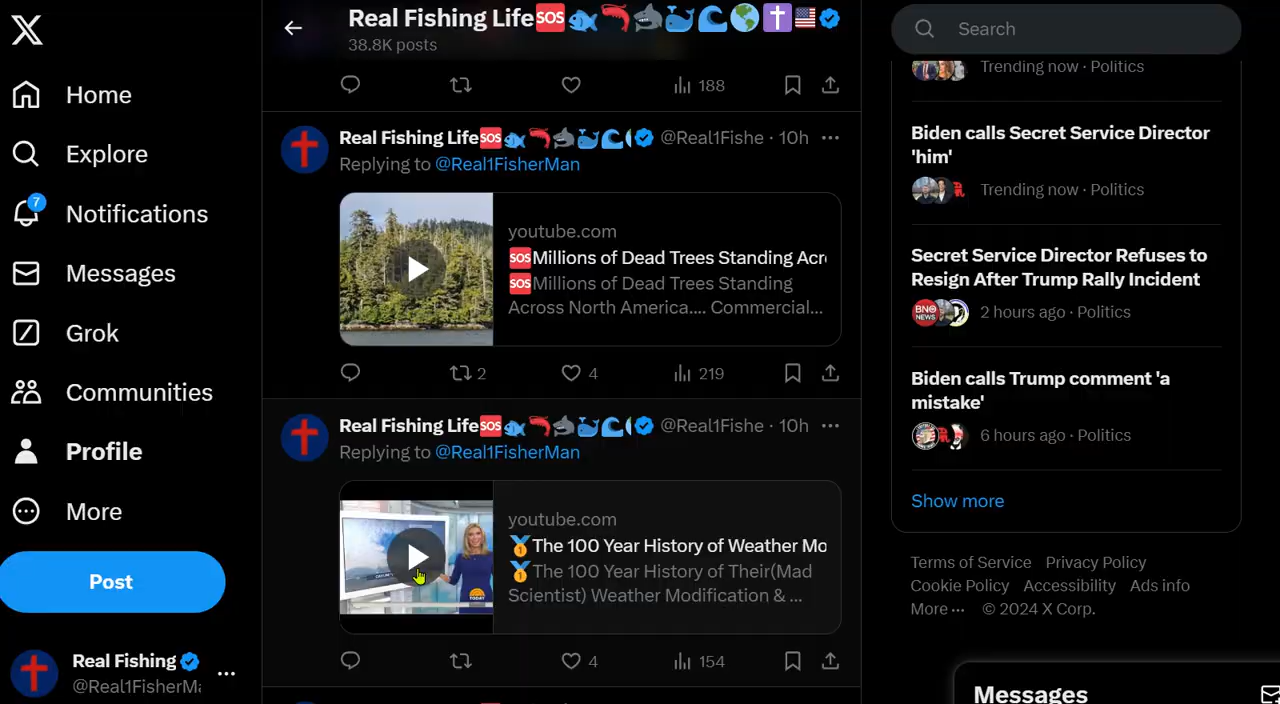 Home
Explore
7
Notifications
Messages
Grok
Communities
Profile
More
Post
Real Fishing
@Real1FisherMa
Real Fishing Life🆘🐟🦐🦈🐳🌊🌎✝️🇺🇸
38.8K posts
188
Real Fishing Life🆘🐟🦐🦈🐳🌊 @Real1Fishe · 10h
Replying to @Real1FisherMan
youtube.com
🆘Millions of Dead Trees Standing Acr
🆘Millions of Dead Trees Standing
Across North America.... Commercial...
2 4 219
Real Fishing Life🆘🐟🦐🦈🐳🌊 @Real1Fishe · 10h
Replying to @Real1FisherMan
TODAY
youtube.com
🥇The 100 Year History of Weather Mo
🥇The 100 Year History of Their(Mad
Scientist) Weather Modification & ...
4 154
Search
Trending now · Politics
Biden calls Secret Service Director
'him'
Trending now · Politics
Secret Service Director Refuses to
Resign After Trump Rally Incident
BNO
NEWS
2 hours ago · Politics
Biden calls Trump comment 'a
mistake'
6 hours ago · Politics
Show more
Terms of Service Privacy Policy
Cookie Policy Accessibility Ads info
More ··· © 2024 X Corp.
Messages